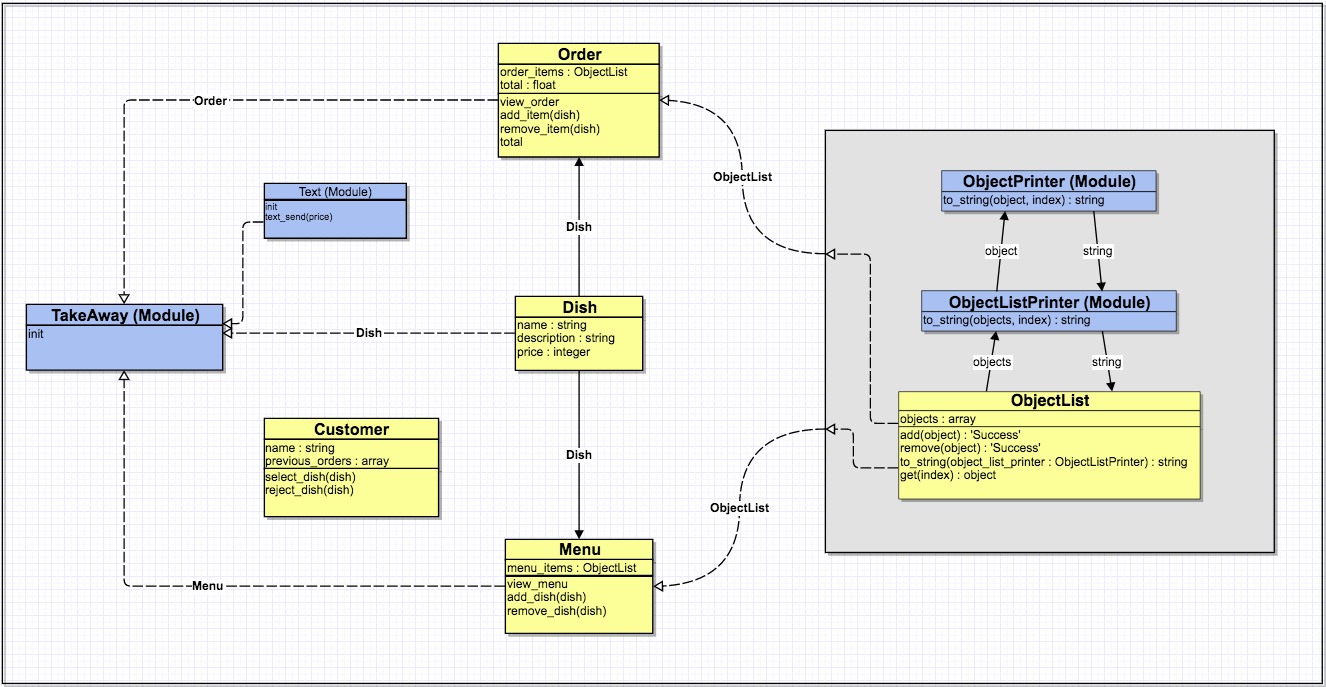 Order
order_items : ObjectList
total : float
view_order
add_item(dish)
remove_item(dish)
total
Order
ObjectList
Text (Module)
init
text_send(price)
Dish
TakeAway (Module)
init
Dish
Dish
name : string
description : string
price : integer
Customer
name : string
previous_orders : array
select_dish(dish)
reject_dish(dish)
Dish
ObjectList
Menu
menu_items : ObjectList
view_menu
add_dish(dish)
remove_dish(dish)
Menu
ObjectPrinter (Module)
to_string(object, index) : string
object
string
ObjectListPrinter (Module)
to_string(objects, index) : string
objects
string
ObjectList
objects : array
add(object) : 'Success'
remove(object) : 'Success'
to_string(object_list_printer : ObjectListPrinter) : string
get(index) : object